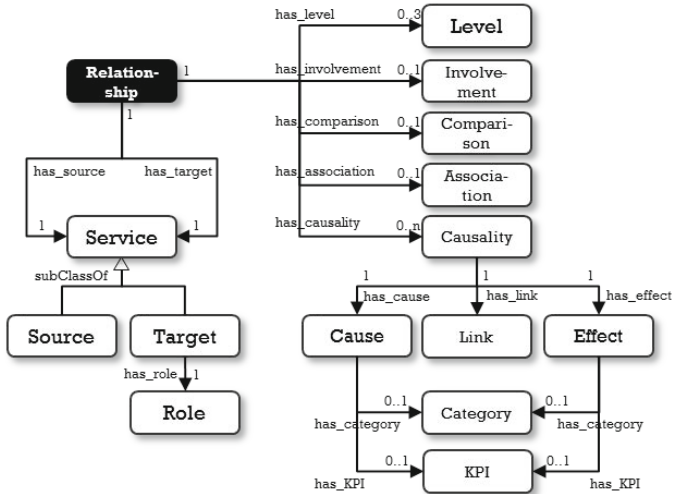 has_level
0..3
Level
Relation-
ship
1
has_involvement
0..1
Involve-
ment
1
has_comparison
0..1
Compari-
son
has_source
has_target
has_association
0..1
Associa-
tion
1
Service
1
has_causality
0..n
Causality
subClassOf
1
1
1
has_cause
has_link
has_effect
Source
Target
Cause
Link
Effect
has_role
1
Role
0..1
Category
0..1
has_category
has_category
0..1
KPI
0..1
has_KPI
has_KPI